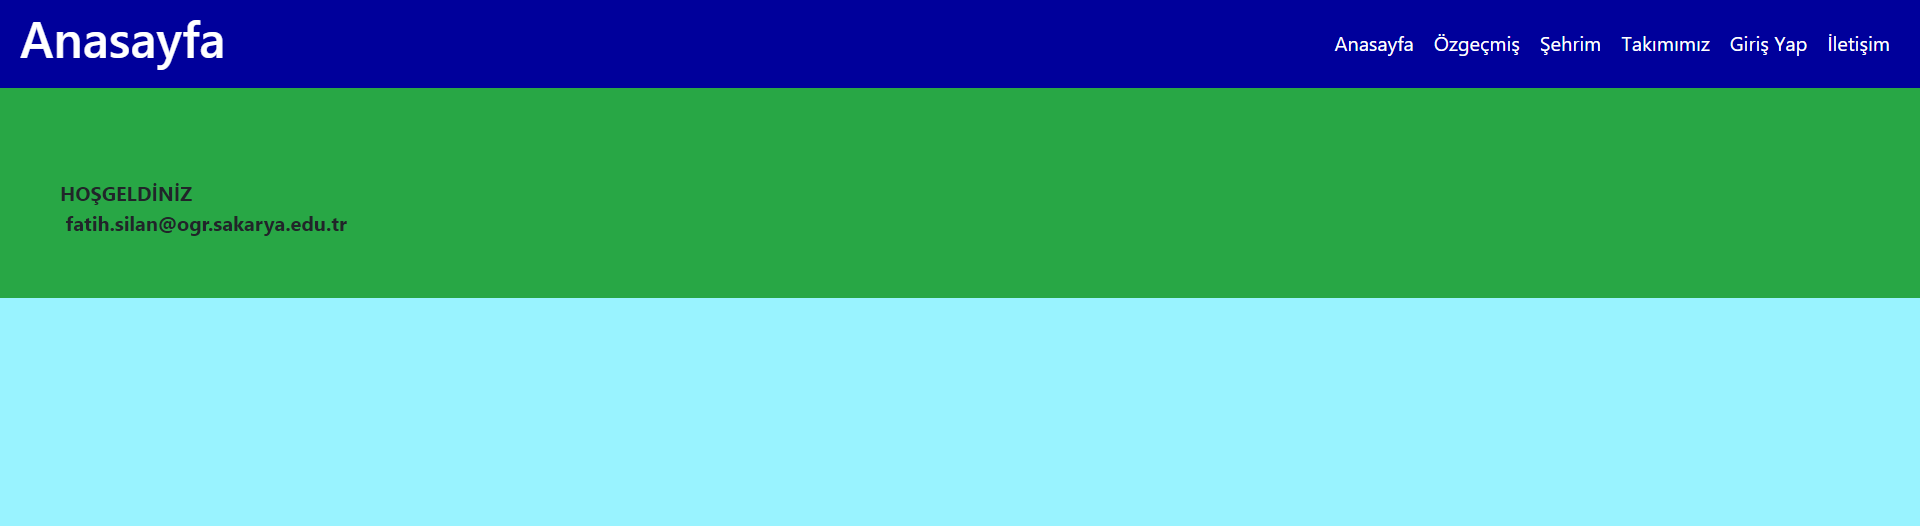 Anasayfa
Anasayfa Özgeçmiş Şehrim Takımımız Giriş Yap İletişim
HOŞGELDİNİZ
fatih.silan@ogr.sakarya.edu.tr